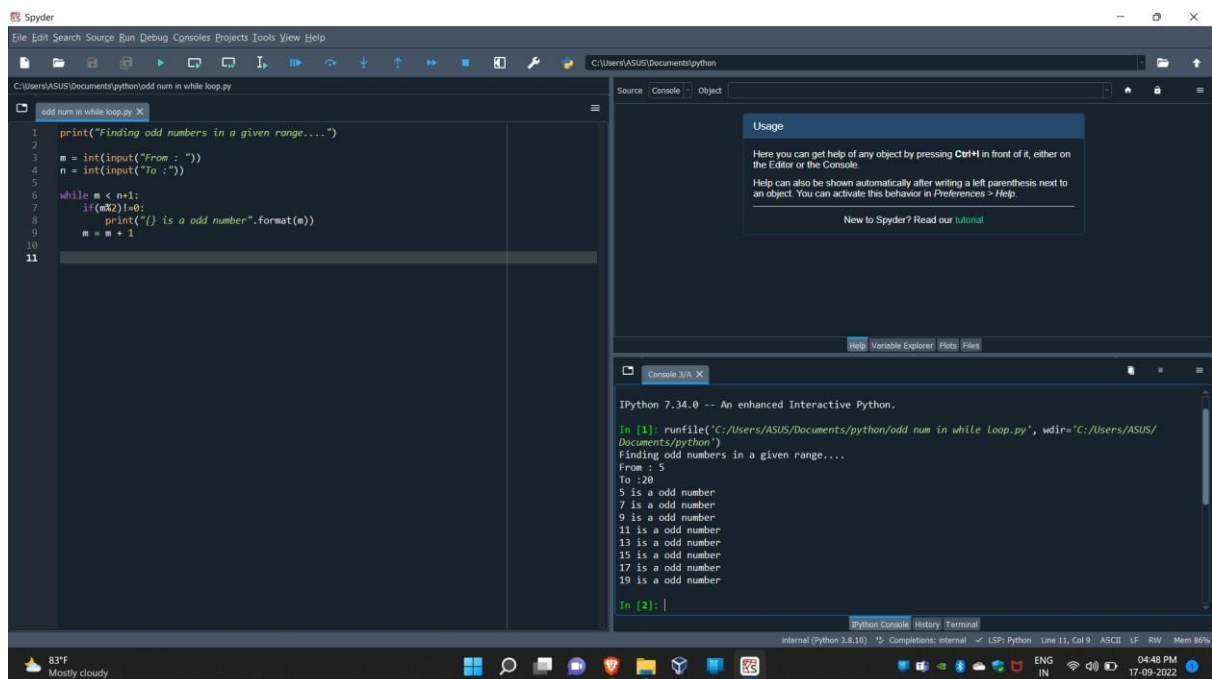 Spyder
File Edit Search Source Run Debug Consoles Projects Tools View Help
C:\Users\ASUS\Documents\python
C:\Users\ASUS\Documents\python\odd num in while loop.py
odd num in while loop.py
1 print("Finding odd numbers in a given range....")
2
3 m = int(input("From : "))
4 n = int(input("To :"))
5
6 while m < n+1:
7     if(m%2)!=0:
8         print("{} is a odd number".format(m))
9     m = m + 1
10
11
Source Console Object
Usage
Here you can get help of any object by pressing Ctrl+I in front of it, either on
the Editor or the Console.
Help can also be shown automatically after writing a left parenthesis next to
an object. You can activate this behavior in Preferences > Help.
New to Spyder? Read our tutorial
Help Variable Explorer Plots Files
Console 3/A
IPython 7.34.0 -- An enhanced Interactive Python.
In [1]: runfile('C:/Users/ASUS/Documents/python/odd num in while loop.py', wdir='C:/Users/ASUS/
Documents/python')
Finding odd numbers in a given range....
From : 5
To :20
5 is a odd number
7 is a odd number
9 is a odd number
11 is a odd number
13 is a odd number
15 is a odd number
17 is a odd number
19 is a odd number
In [2]:
IPython Console History Terminal
internal (Python 3.8.10) Completions: internal LSP: Python Line 11, Col 9 ASCII LF RW Mem 86%
83°F
Mostly cloudy
ENG
IN
04:48 PM
17-09-2022
1